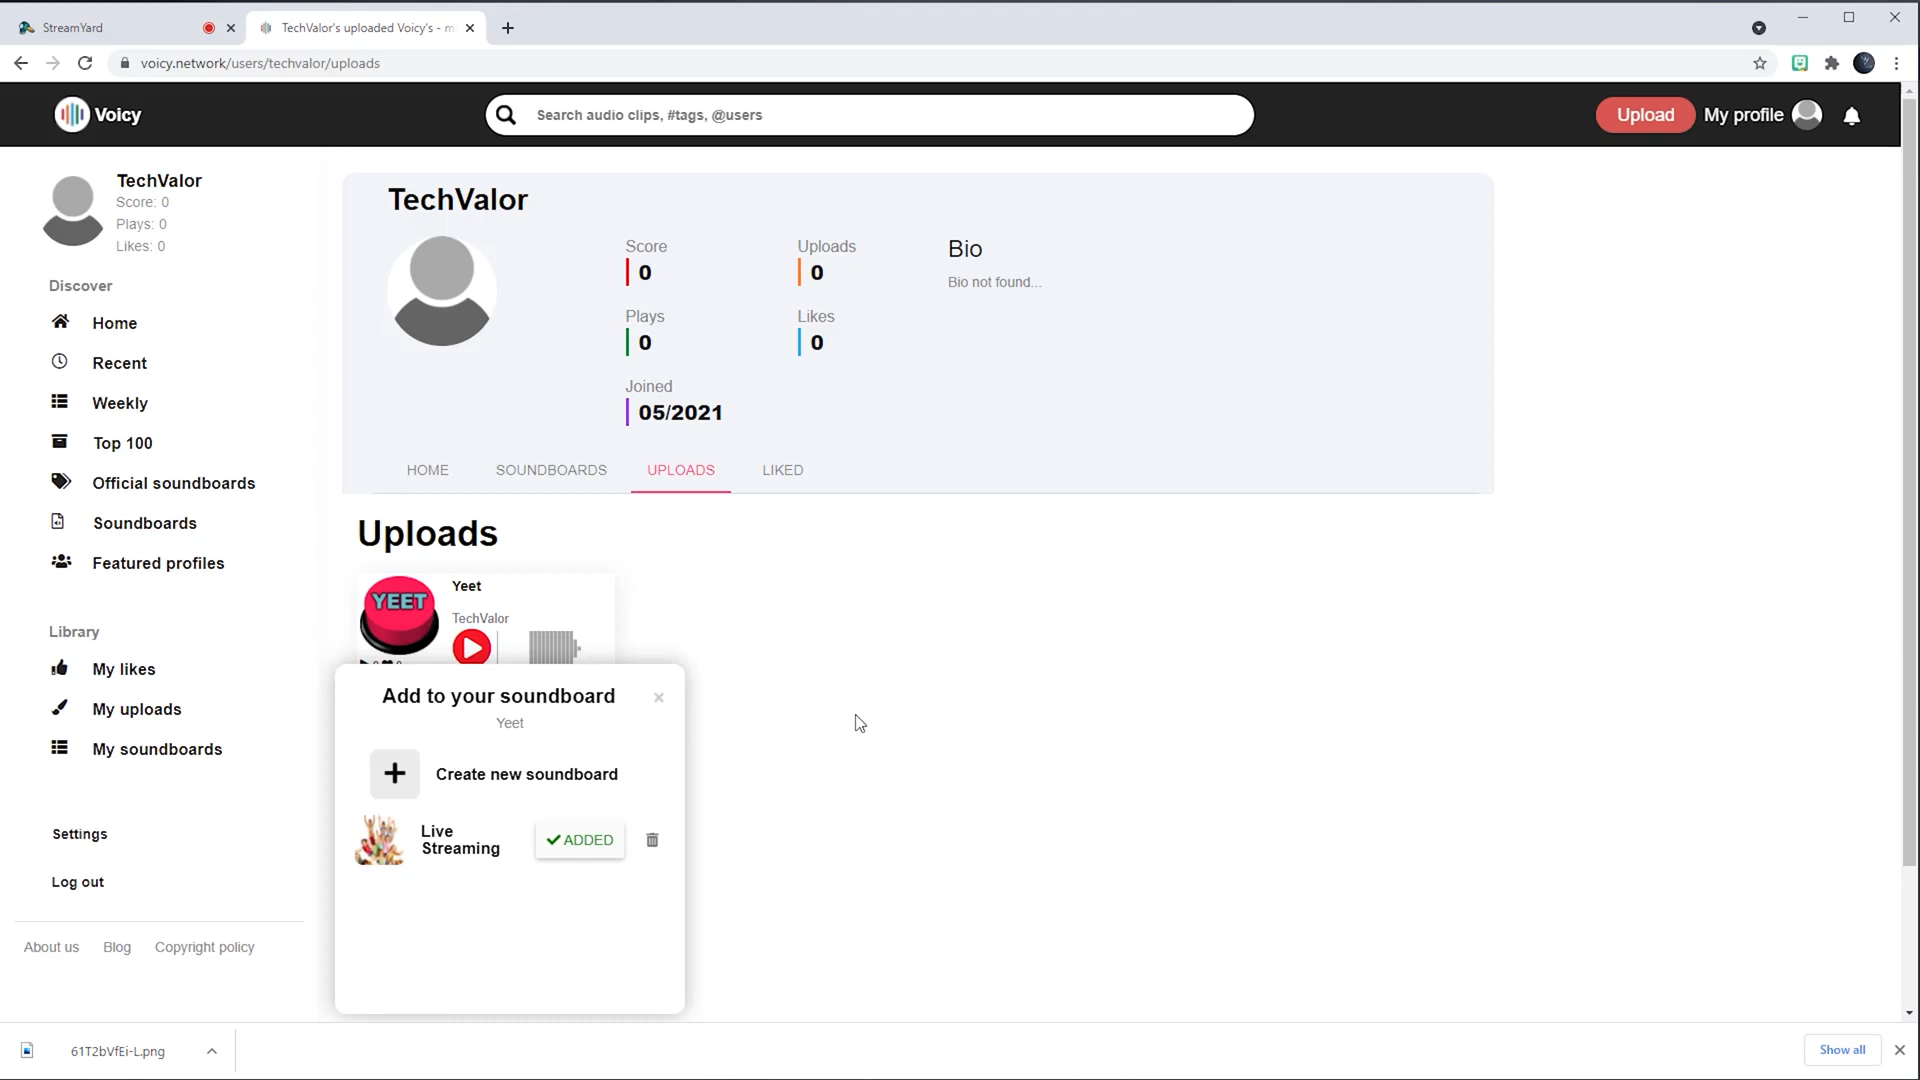 StreamYard
TechValor's uploaded Voicy's - m
voicy.network/users/techvalor/uploads
Voicy
Search audio clips, #tags, @users
Upload
My profile
TechValor
Score: 0
Plays: 0
Likes: 0
Discover
Home
Recent
Weekly
Top 100
Official soundboards
Soundboards
Featured profiles
Library
My likes
My uploads
My soundboards
Settings
Log out
About us Blog Copyright policy
TechValor
Score
0
Uploads
0
Plays
0
Likes
0
Joined
05/2021
Bio
Bio not found...
HOME SOUNDBOARDS UPLOADS LIKED
Uploads
YEET
Yeet
TechValor
Add to your soundboard
Yeet
Create new soundboard
Live
Streaming
ADDED
61T2bVfEi-L.png
Show all